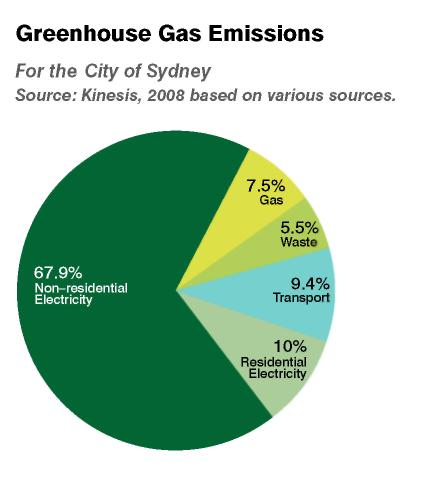 Greenhouse Gas Emissions
For the City of Sydney
Source: Kinesis, 2008 based on various sources.
7.5%
Gas
5.5%
Waste
9.4%
Transport
10%
Residential
Electricity
67.9%
Non–residential
Electricity